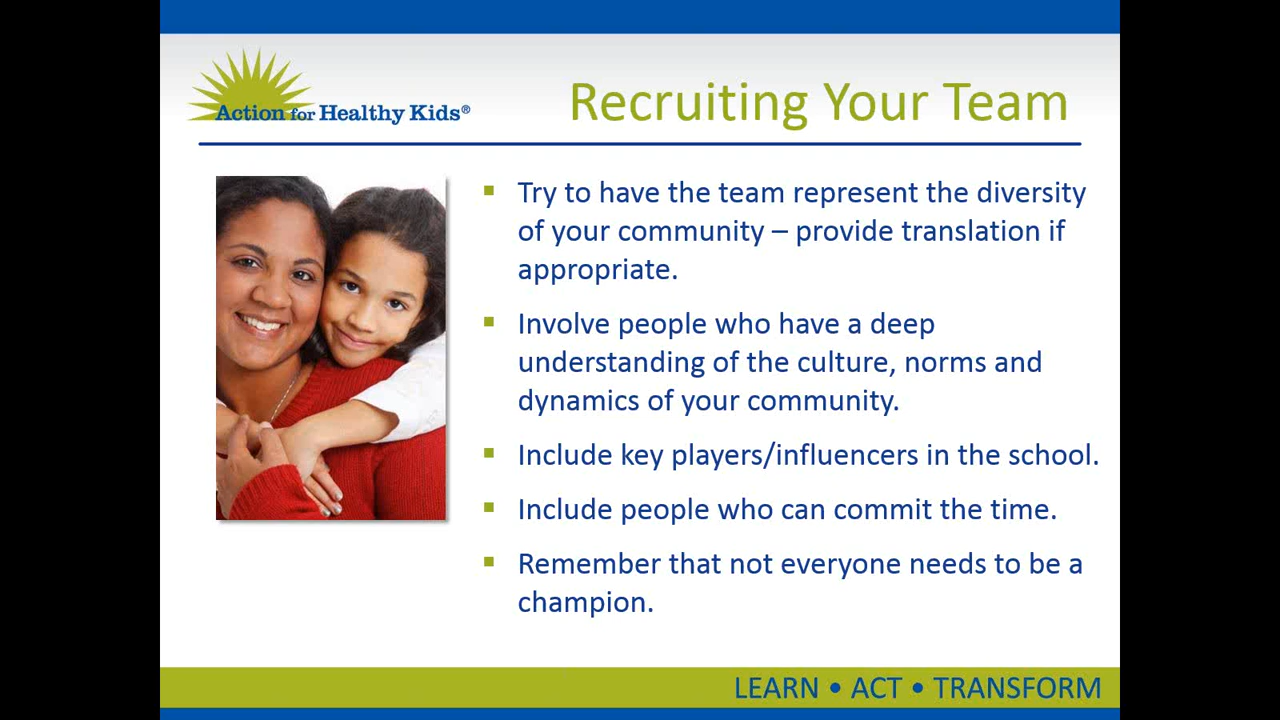 Action for Healthy Kids®
Recruiting Your Team
▪ Try to have the team represent the diversity
of your community – provide translation if
appropriate.
▪ Involve people who have a deep
understanding of the culture, norms and
dynamics of your community.
▪ Include key players/influencers in the school.
▪ Include people who can commit the time.
▪ Remember that not everyone needs to be a
champion.
LEARN • ACT • TRANSFORM